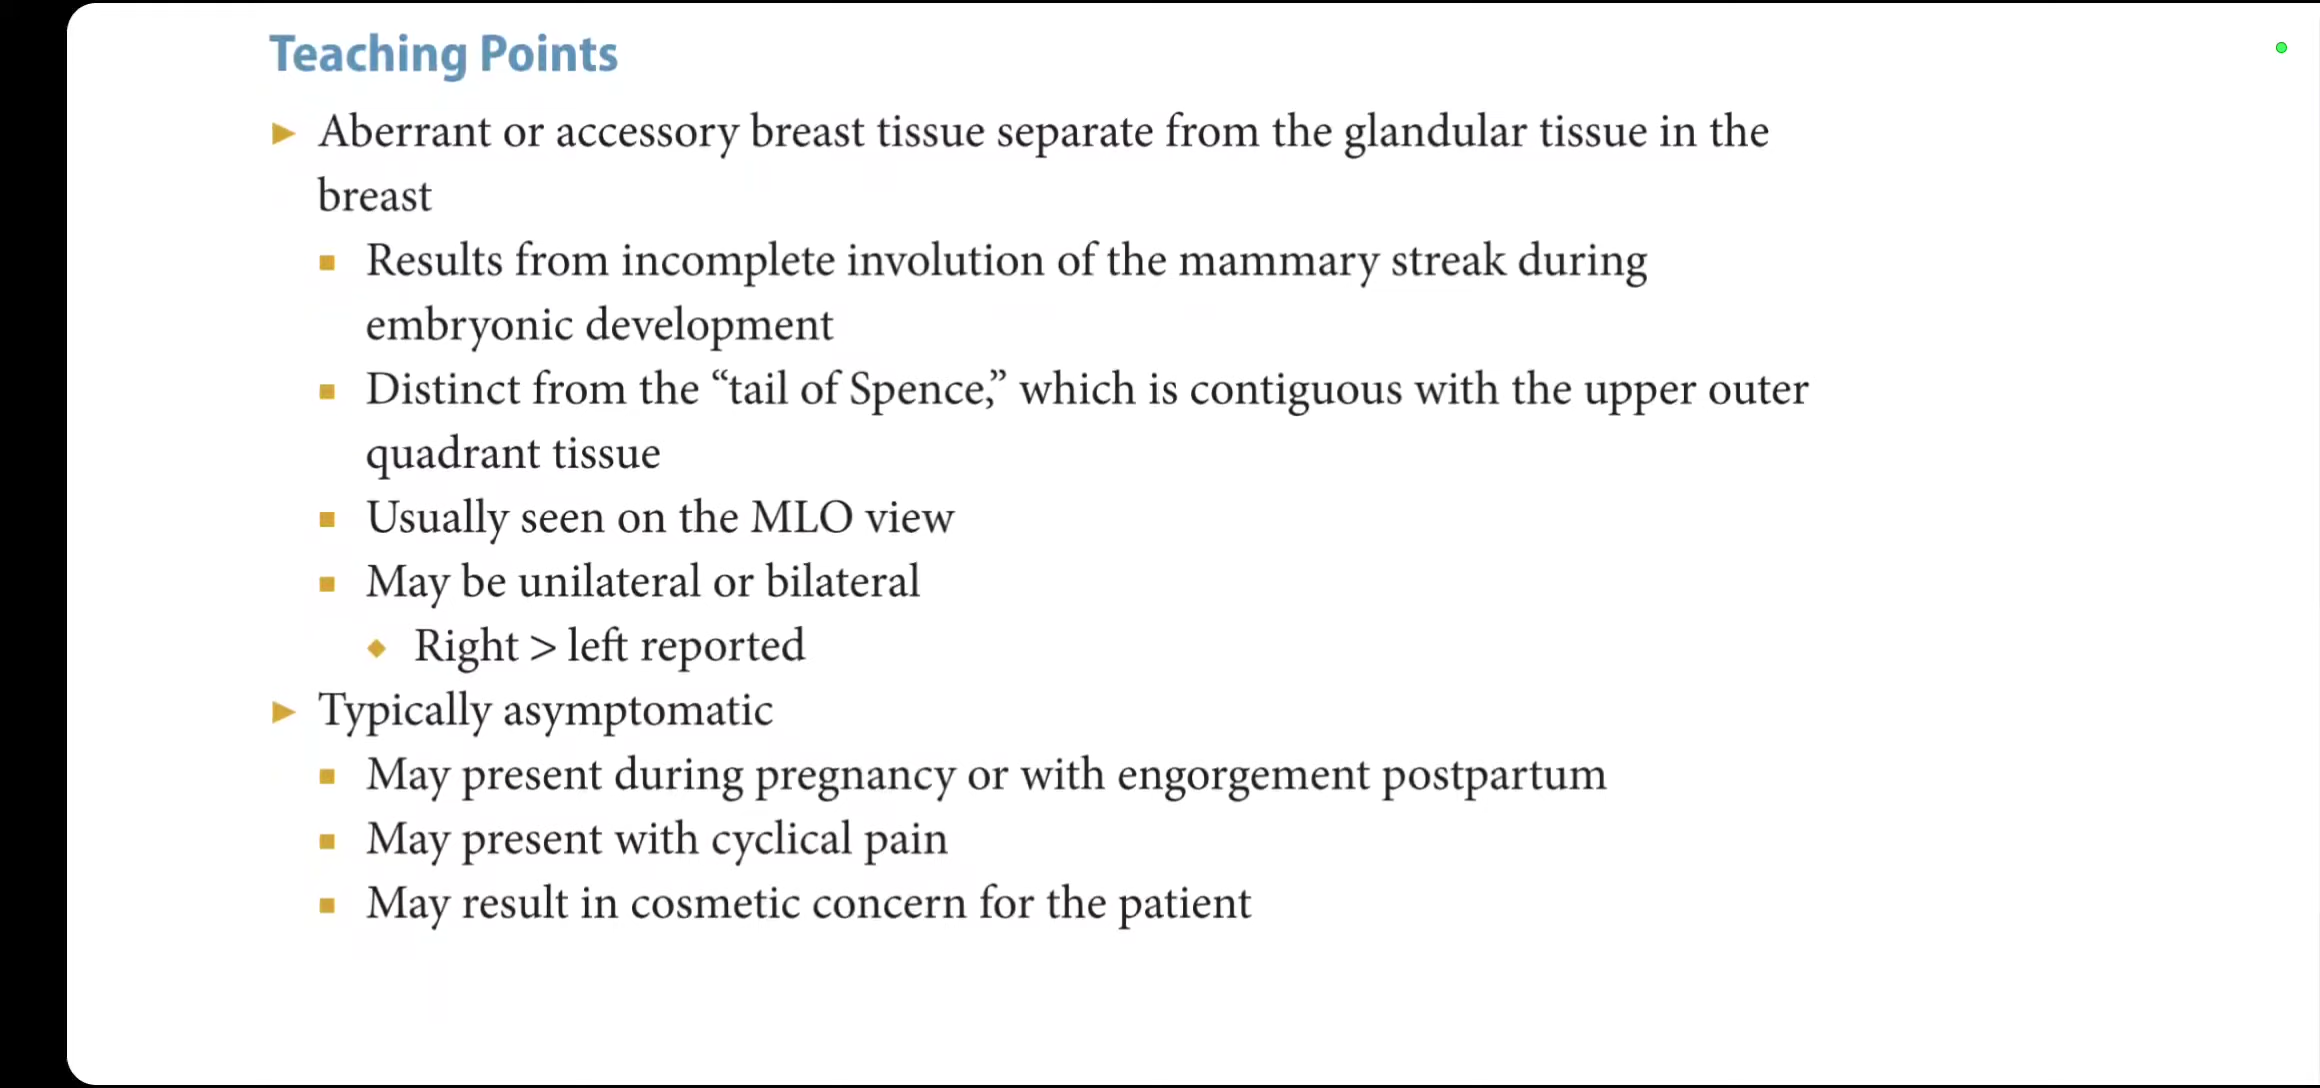 Teaching Points
► Aberrant or accessory breast tissue separate from the glandular tissue in the
breast
■ Results from incomplete involution of the mammary streak during
embryonic development
■ Distinct from the “tail of Spence,” which is contiguous with the upper outer
quadrant tissue
■ Usually seen on the MLO view
■ May be unilateral or bilateral
◆ Right > left reported
► Typically asymptomatic
■ May present during pregnancy or with engorgement postpartum
■ May present with cyclical pain
■ May result in cosmetic concern for the patient